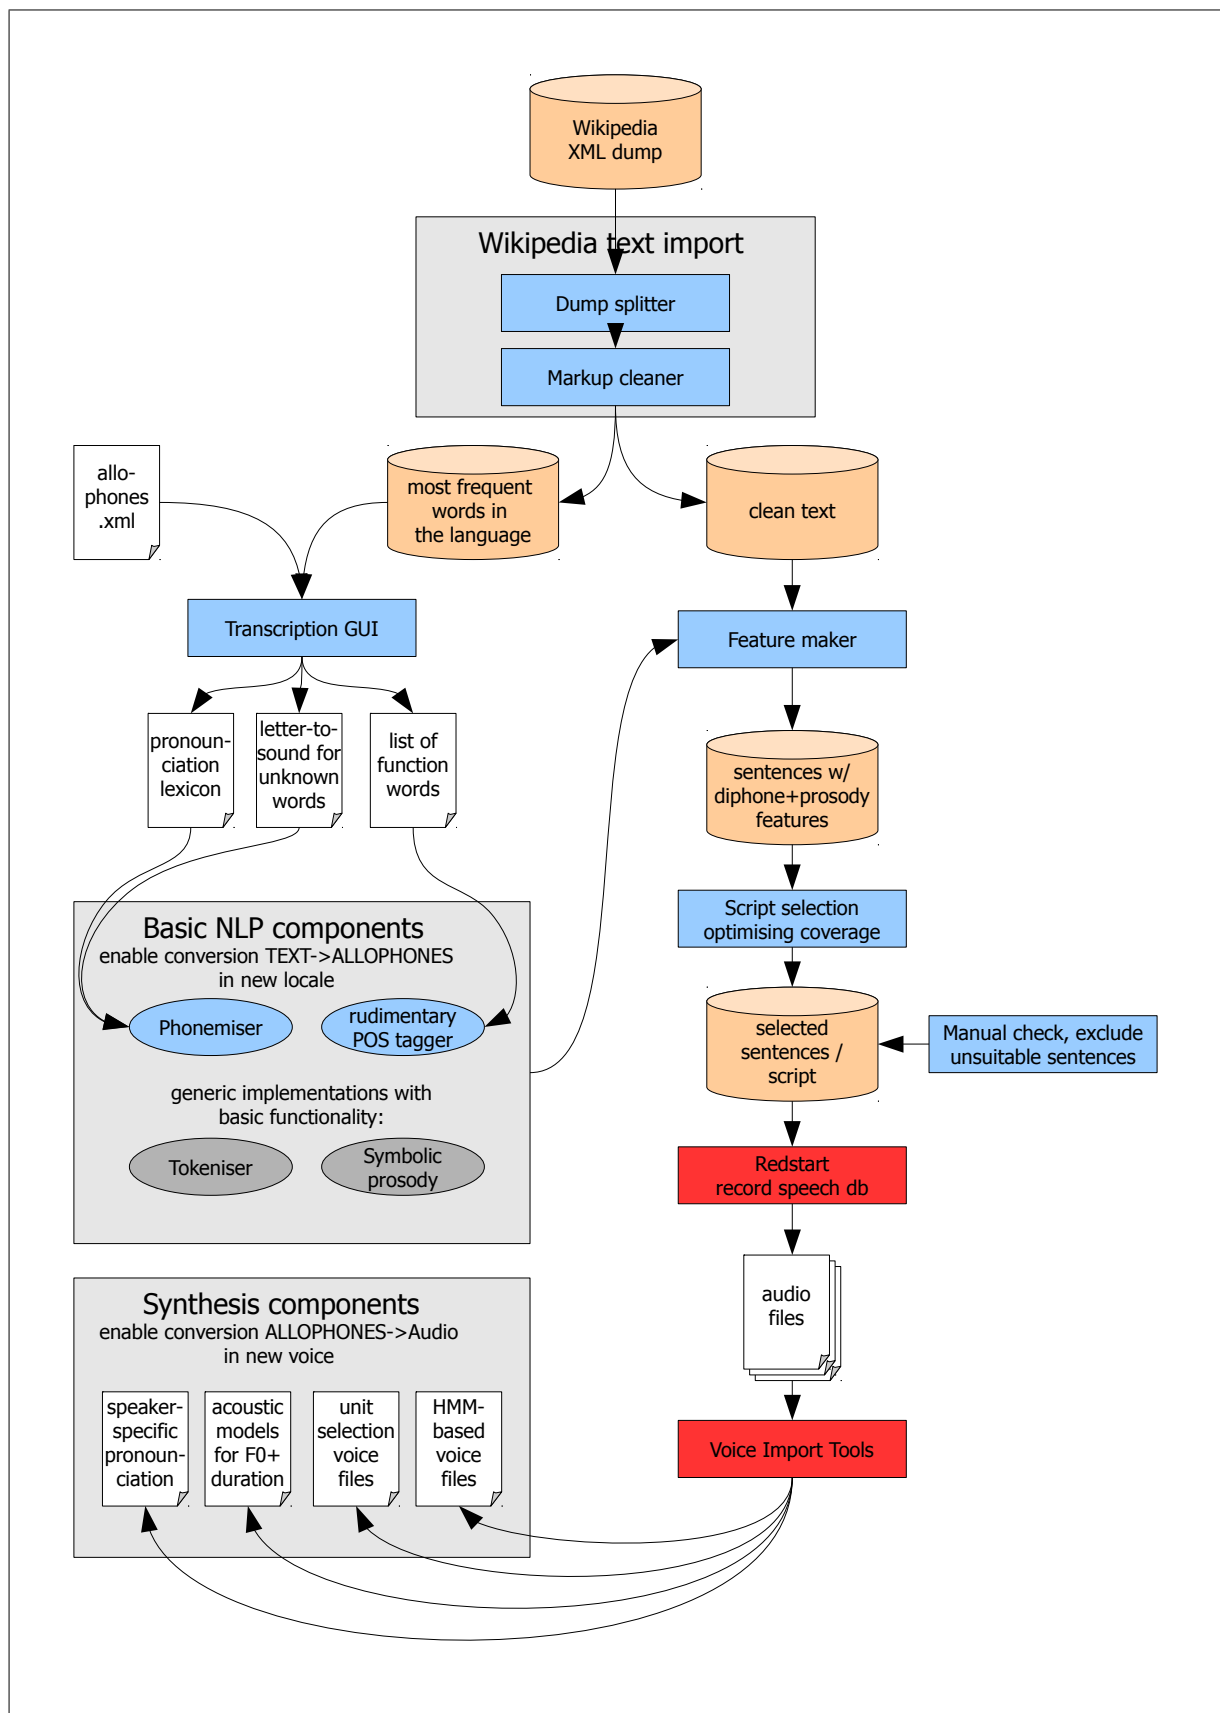 Wikipedia
XML dump
Wikipedia text import
Dump splitter
Markup cleaner
allo-
phones
.xml
most frequent
words in
the language
clean text
Transcription GUI
Feature maker
pronoun-
ciation
lexicon
letter-to-
sound for
unknown
words
list of
function
words
sentences w/
diphone+prosody
features
Script selection
optimising coverage
Basic NLP components
enable conversion TEXT->ALLOPHONES
in new locale
Phonemiser
rudimentary
POS tagger
generic implementations with
basic functionality:
Tokeniser
Symbolic
prosody
selected
sentences /
script
Manual check, exclude
unsuitable sentences
Redstart
record speech db
audio
files
Synthesis components
enable conversion ALLOPHONES->Audio
in new voice
speaker-
specific
pronoun-
ciation
acoustic
models
for F0+
duration
unit
selection
voice
files
HMM-
based
voice
files
Voice Import Tools